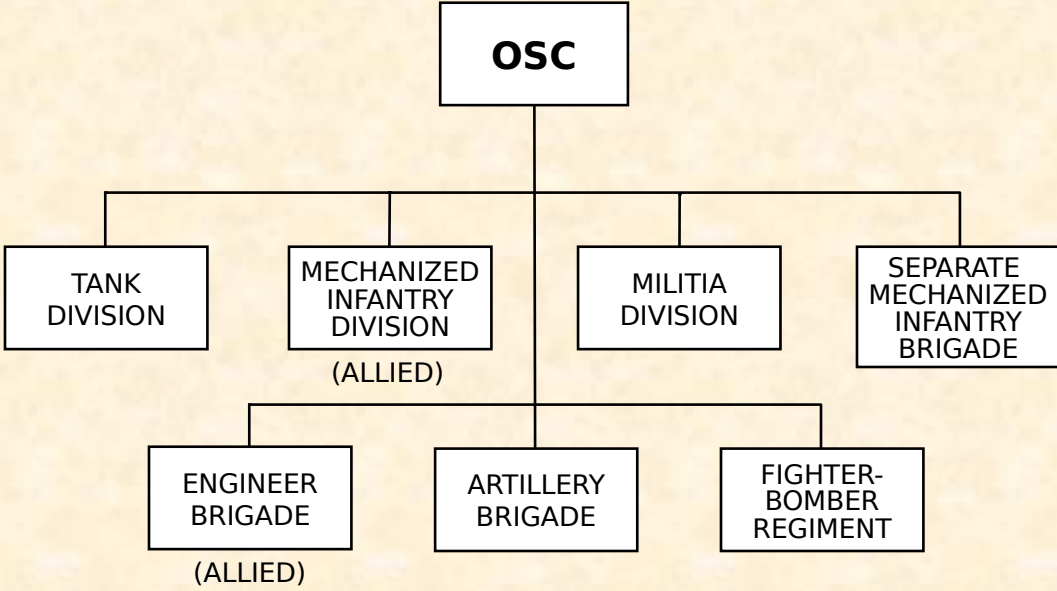 OSC
TANK
DIVISION
MECHANIZED
INFANTRY
DIVISION
(ALLIED)
MILITIA
DIVISION
SEPARATE
MECHANIZED
INFANTRY
BRIGADE
ENGINEER
BRIGADE
(ALLIED)
ARTILLERY
BRIGADE
FIGHTER-
BOMBER
REGIMENT